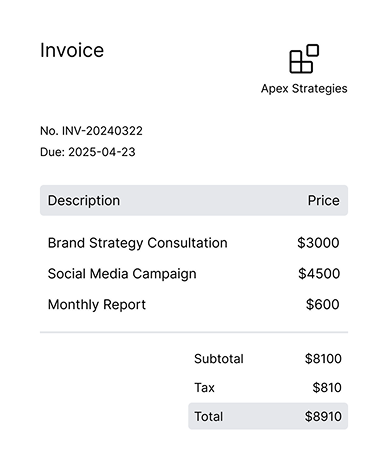 Invoice
Apex Strategies
No. INV-20240322
Due: 2025-04-23
Description Price
Brand Strategy Consultation $3000
Social Media Campaign $4500
Monthly Report $600
Subtotal $8100
Tax $810
Total $8910